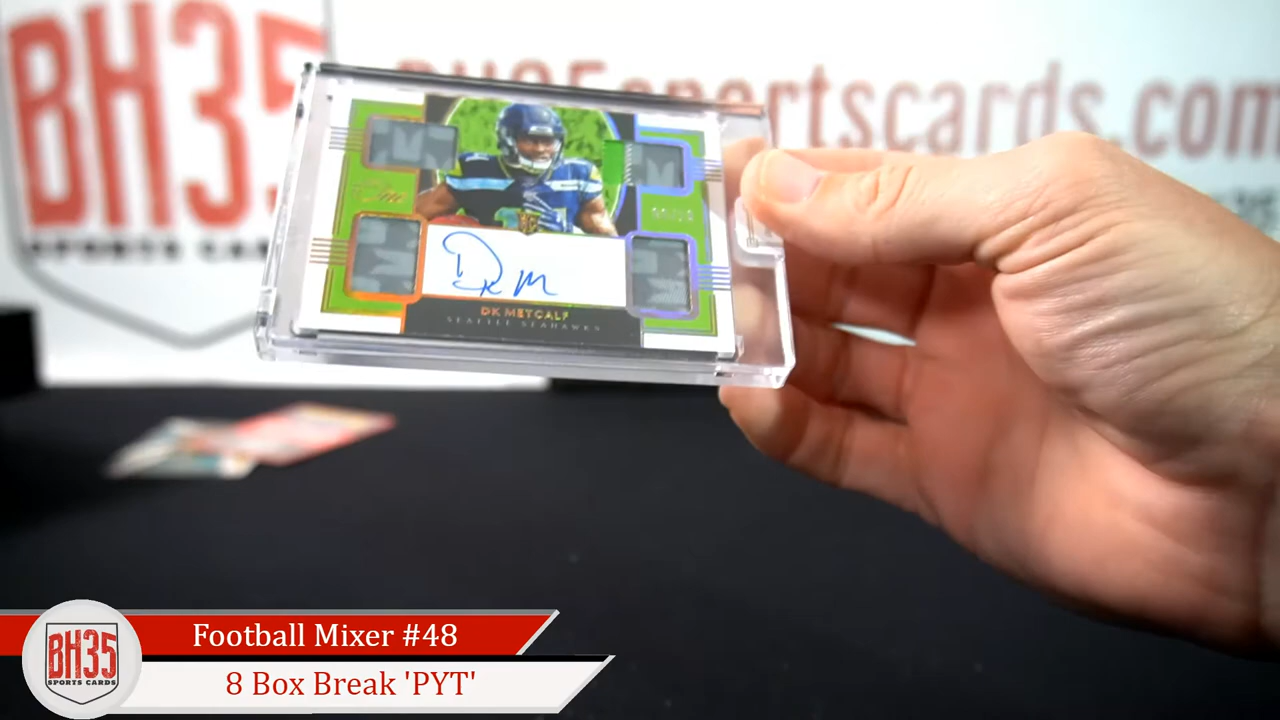 BH35
SPORTS CARDS
BH35sportscards.com
DK METCALF
SEATTLE SEAHAWKS
Football Mixer #48
8 Box Break 'PYT'
BH35
SPORTS CARDS